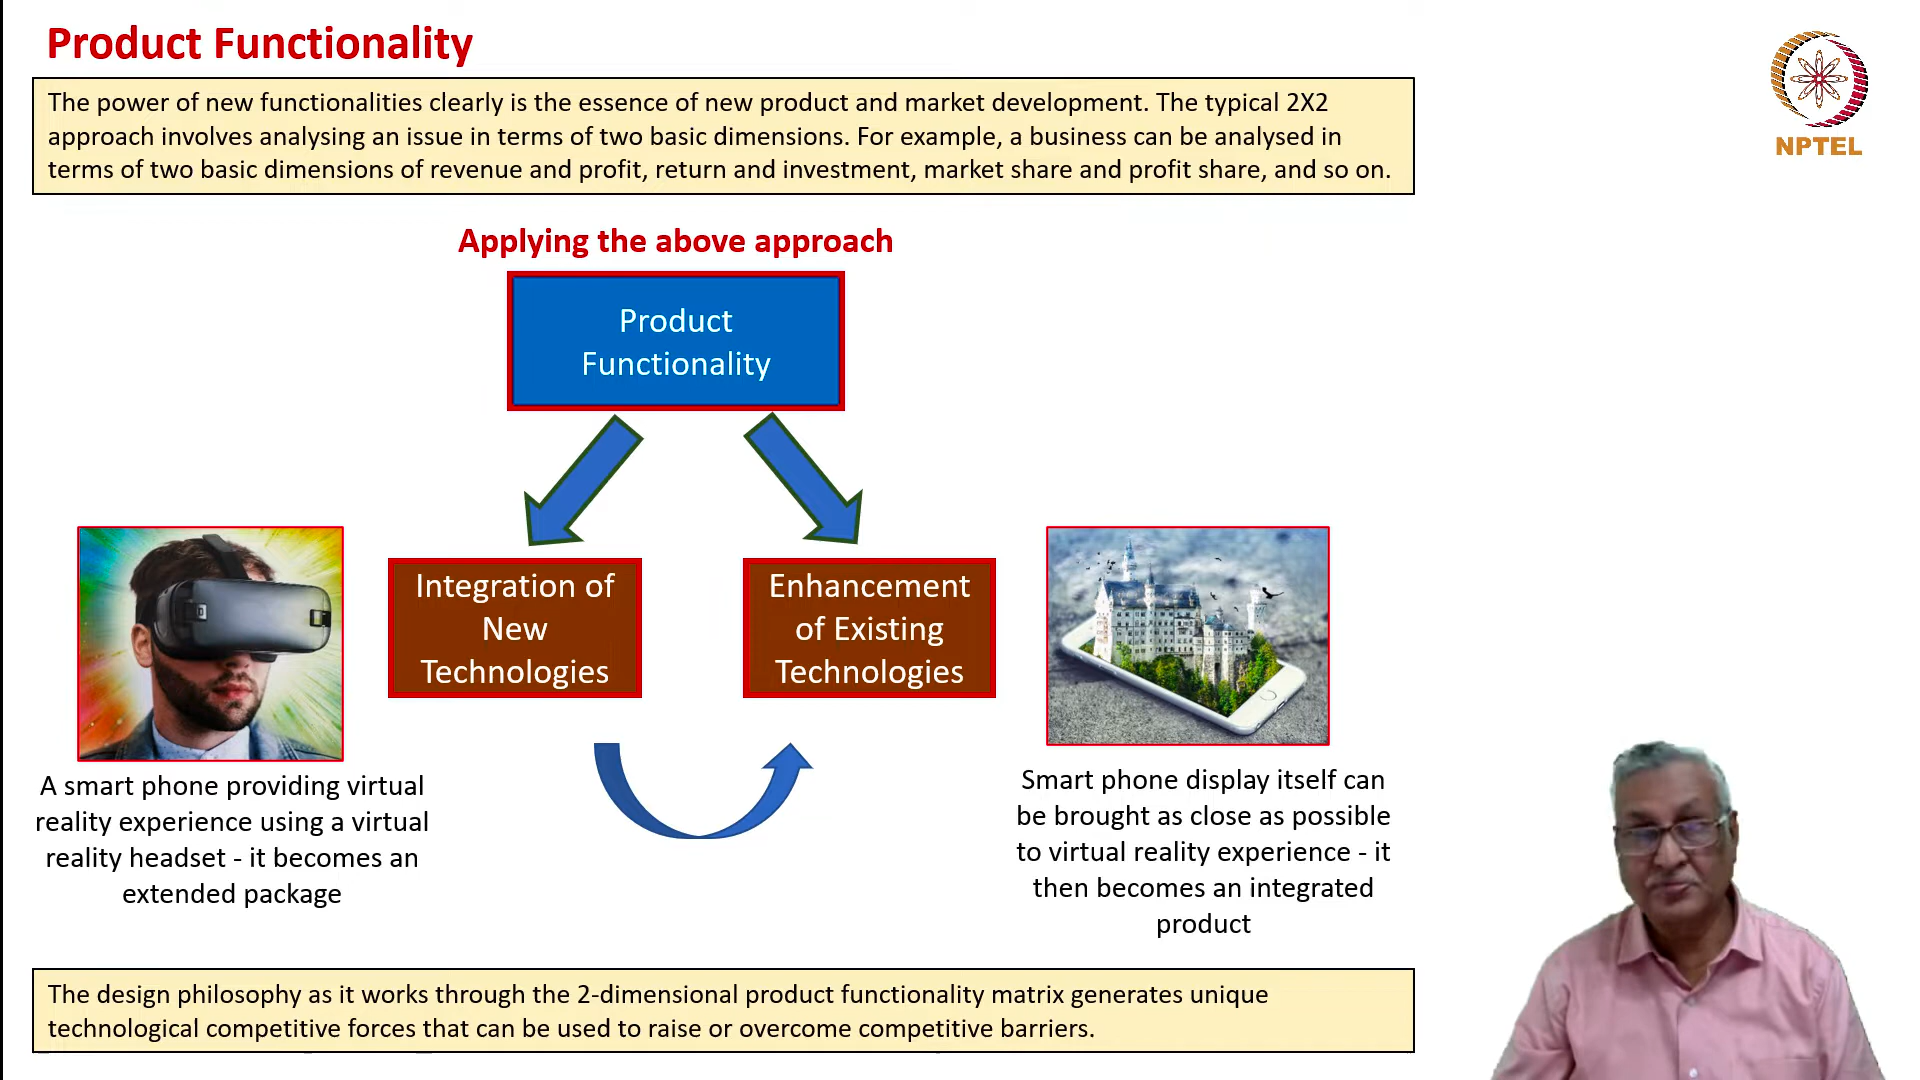 Product Functionality
The power of new functionalities clearly is the essence of new product and market development. The typical 2X2
approach involves analysing an issue in terms of two basic dimensions. For example, a business can be analysed in
terms of two basic dimensions of revenue and profit, return and investment, market share and profit share, and so on.
NPTEL
Applying the above approach
Product
Functionality
Integration of
New
Technologies
Enhancement
of Existing
Technologies
A smart phone providing virtual
reality experience using a virtual
reality headset - it becomes an
extended package
Smart phone display itself can
be brought as close as possible
to virtual reality experience - it
then becomes an integrated
product
The design philosophy as it works through the 2-dimensional product functionality matrix generates unique
technological competitive forces that can be used to raise or overcome competitive barriers.